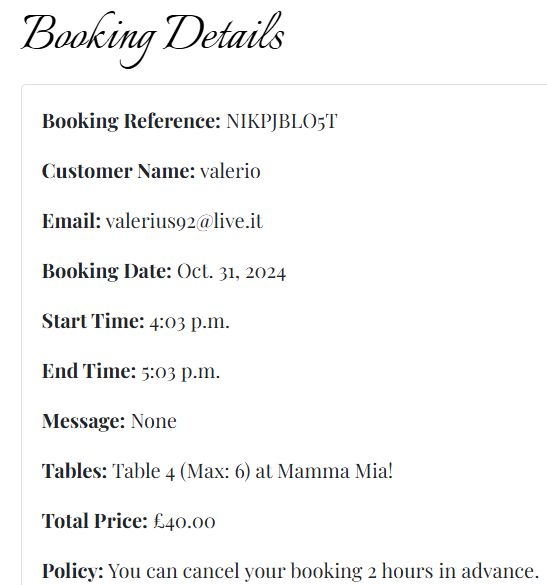 Booking Details
Booking Reference: NIKPJBLO5T
Customer Name: valerio
Email: valerius92@live.it
Booking Date: Oct. 31, 2024
Start Time: 4:03 p.m.
End Time: 5:03 p.m.
Message: None
Tables: Table 4 (Max: 6) at Mamma Mia!
Total Price: £40.00
Policy: You can cancel your booking 2 hours in advance.